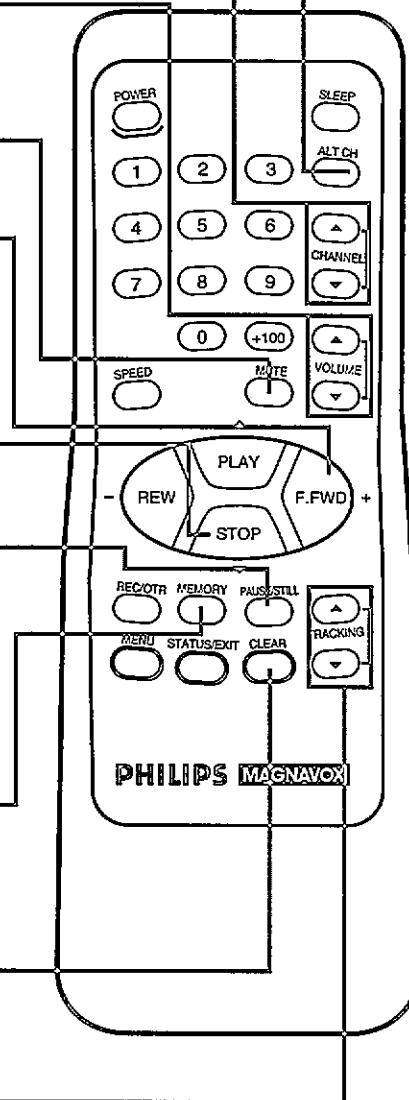 POWER SLEEP
ALT CH
1 2 3
4 5 6
CHANNEL
7 8 9
0 +100
VOLUME
SPEED MUTE
PLAY
- REW F.FWD +
STOP
REC/OTR MEMORY PAUSE/STILL
TRACKING
MENU STATUS/EXIT CLEAR
PHILIPS MAGNAVOX